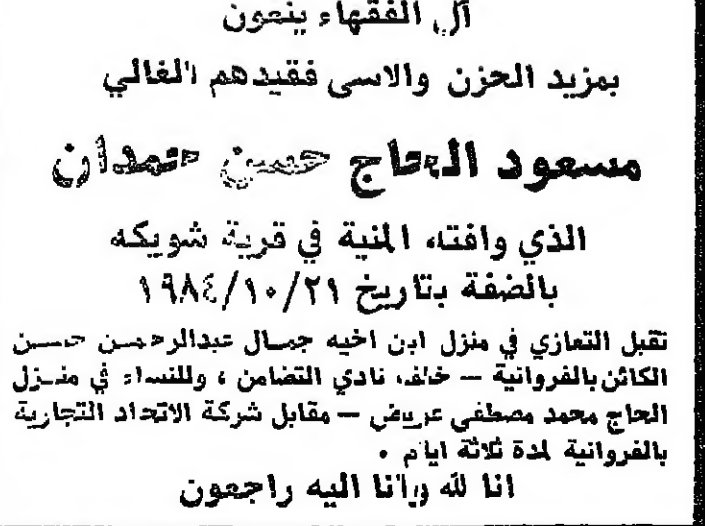 آل الفقهاء ينعون
بمزيد الحزن والاسى فقيدهم الغالي
مسعود الحاج حسن حمدان
الذي وافته المنية في قرية شويكه
بالضفة بتاريخ ١٩٨٤/١٠/٢١
تقبل التعازي في منزل ابن اخيه جمال عبدالرحمن حسن
الكائن بالفروانية — خلف نادي التضامن ، وللنساء في منزل
الحاج محمد مصطفى عريض — مقابل شركة الاتحاد التجارية
بالفروانية لمدة ثلاثة ايام .
انا لله وانا اليه راجعون